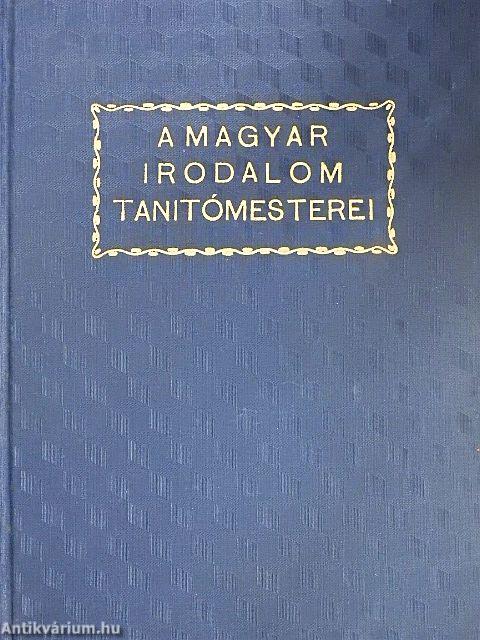 A MAGYAR
IRODALOM
TANITÓMESTEREI
Antikvárium.hu